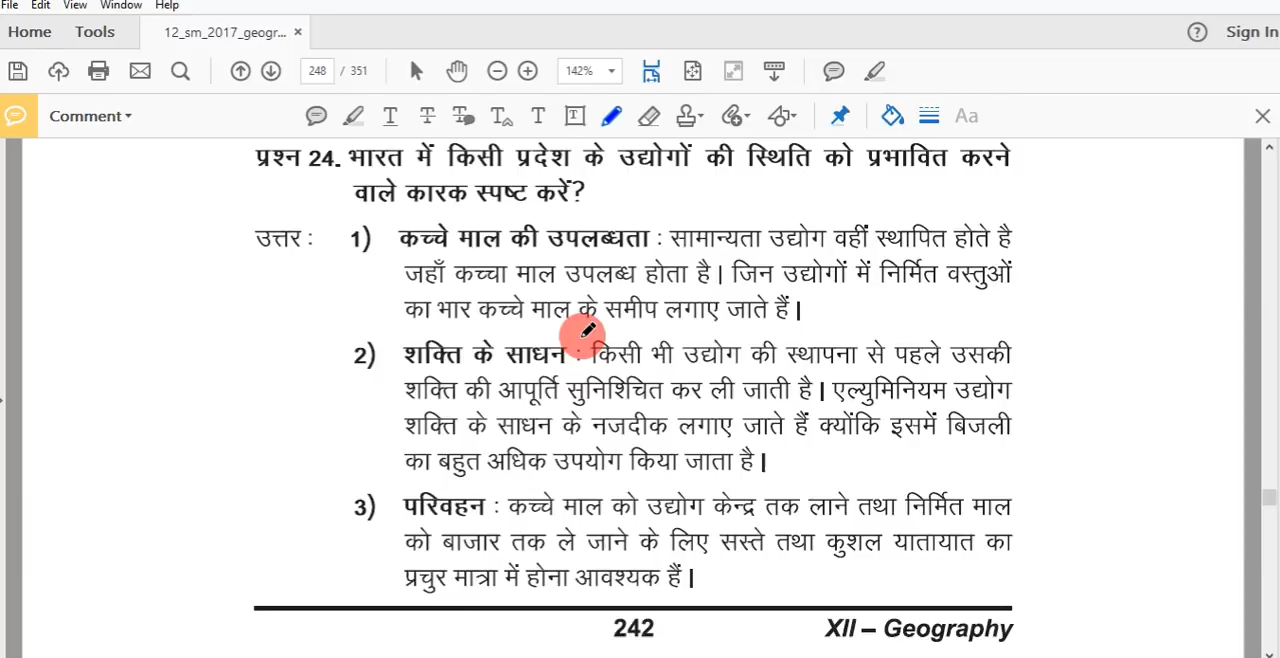 File Edit View Window Help
Home Tools 12_sm_2017_geogr... × ? Sign In
248 / 351 142%
Comment T T T T T T Aa
प्रश्न 24. भारत में किसी प्रदेश के उद्योगों की स्थिति को प्रभावित करने
वाले कारक स्पष्ट करें?
उत्तर : 1) कच्चे माल की उपलब्धता : सामान्यता उद्योग वहीं स्थापित होते है
जहाँ कच्चा माल उपलब्ध होता है। जिन उद्योगों में निर्मित वस्तुओं
का भार कच्चे माल के समीप लगाए जाते हैं।
2) शक्ति के साधन : किसी भी उद्योग की स्थापना से पहले उसकी
शक्ति की आपूर्ति सुनिश्चित कर ली जाती है। एल्युमिनियम उद्योग
शक्ति के साधन के नजदीक लगाए जाते हैं क्योंकि इसमें बिजली
का बहुत अधिक उपयोग किया जाता है।
3) परिवहन : कच्चे माल को उद्योग केन्द्र तक लाने तथा निर्मित माल
को बाजार तक ले जाने के लिए सस्ते तथा कुशल यातायात का
प्रचुर मात्रा में होना आवश्यक हैं।
242 XII – Geography